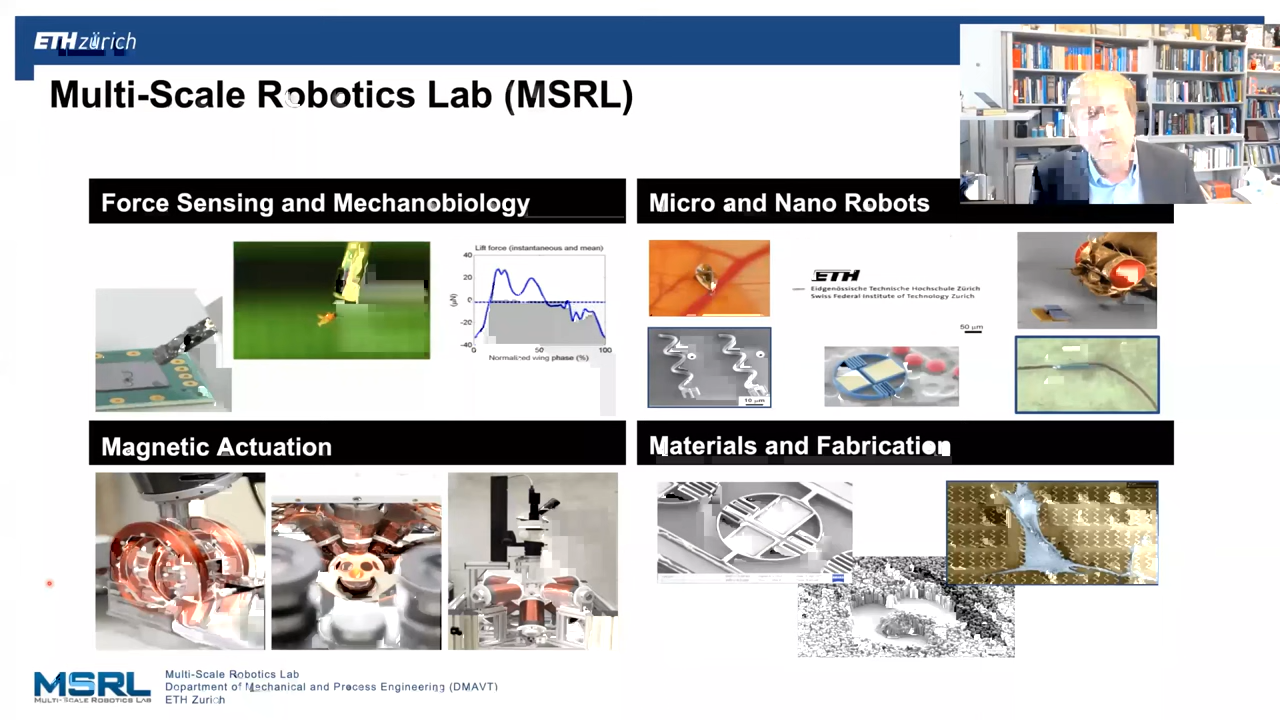 ETH zürich
Multi-Scale Robotics Lab (MSRL)
Force Sensing and Mechanobiology
Micro and Nano Robots
Lift force (instantaneous and mean)
40
20
0
-20
-40
(μN)
0 50 100
Normalized wing phase (%)
ETH
Eidgenössische Technische Hochschule Zürich
Swiss Federal Institute of Technology Zurich
50 μm
10 μm
Magnetic Actuation
Materials and Fabrication
MSRL
MULTI-SCALE ROBOTICS LAB
Multi-Scale Robotics Lab
Department of Mechanical and Process Engineering (DMAVT)
ETH Zurich